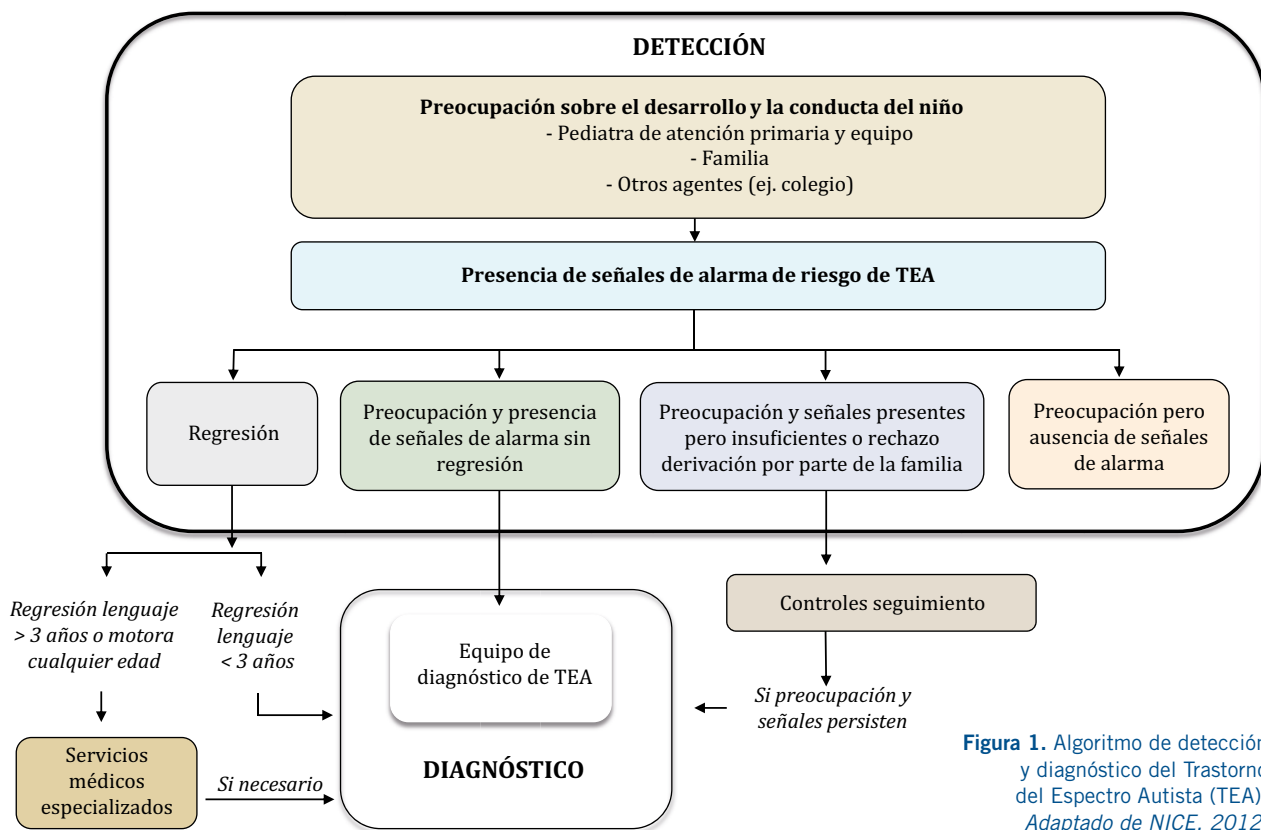 DETECCIÓN
Preocupación sobre el desarrollo y la conducta del niño
- Pediatra de atención primaria y equipo
- Familia
- Otros agentes (ej. colegio)
Presencia de señales de alarma de riesgo de TEA
Regresión
Preocupación y presencia
de señales de alarma sin
regresión
Preocupación y señales presentes
pero insuficientes o rechazo
derivación por parte de la familia
Preocupación pero
ausencia de señales
de alarma
Regresión lenguaje
> 3 años o motora
cualquier edad
Regresión
lenguaje
< 3 años
Equipo de
diagnóstico de TEA
DIAGNÓSTICO
Controles seguimiento
Si preocupación y
señales persisten
Servicios
médicos
especializados
Si necesario
Figura 1. Algoritmo de detección
y diagnóstico del Trastorno
del Espectro Autista (TEA)
Adaptado de NICE, 2012